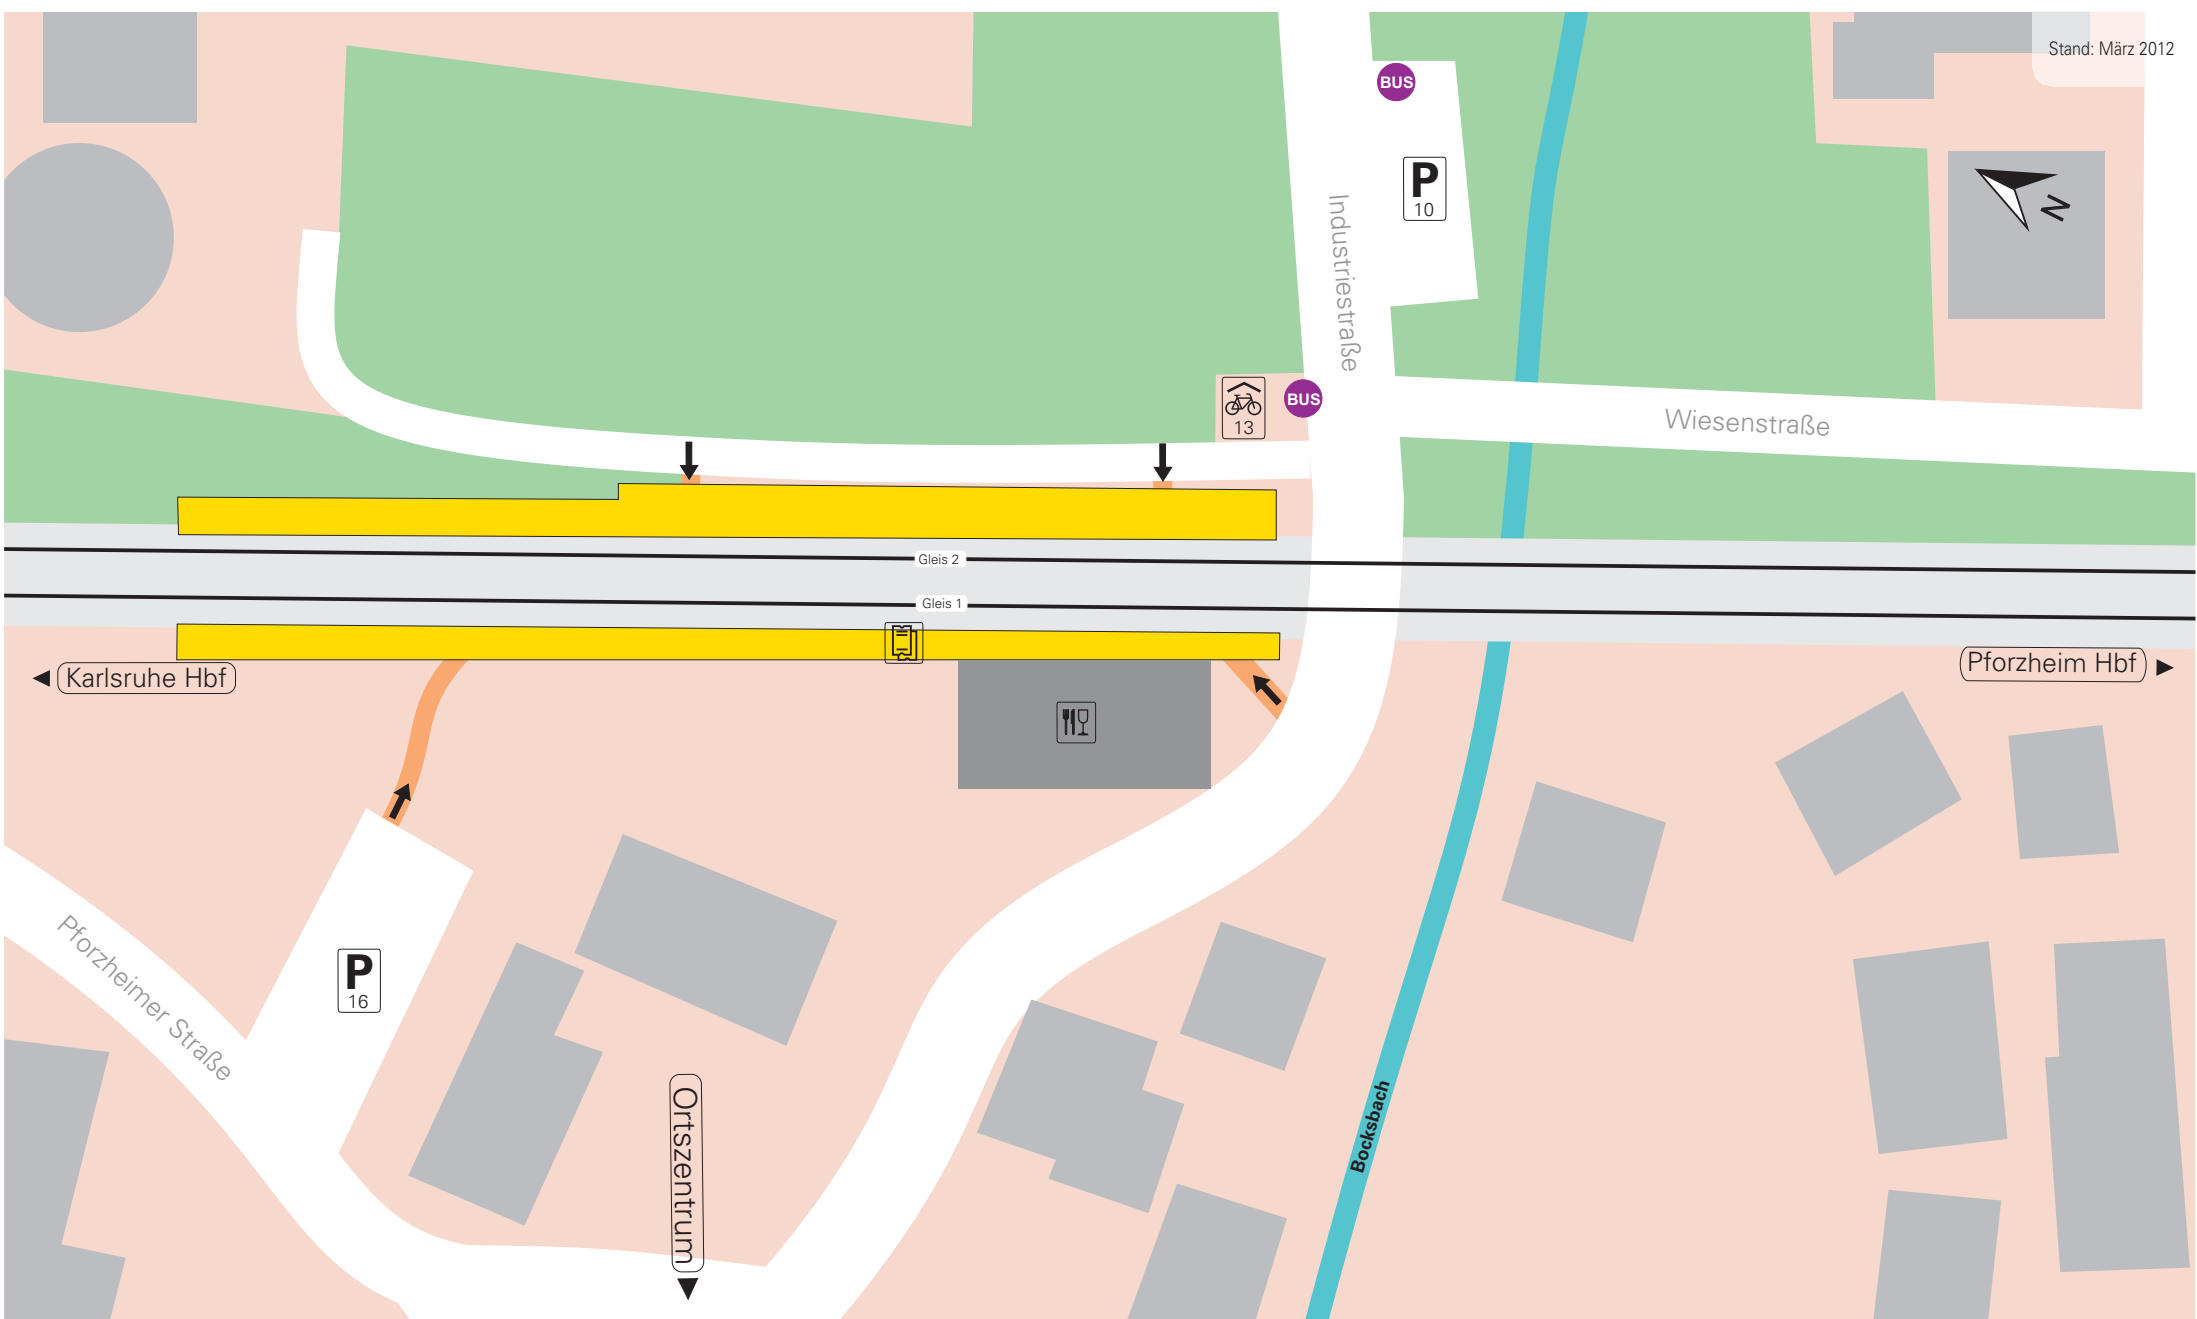 Stand: März 2012
BUS
P
10
N
Industriestraße
13
BUS
Wiesenstraße
Gleis 2
Gleis 1
Karlsruhe Hbf
Pforzheim Hbf
Pforzheimer Straße
P
16
Ortszentrum
Bocksbach